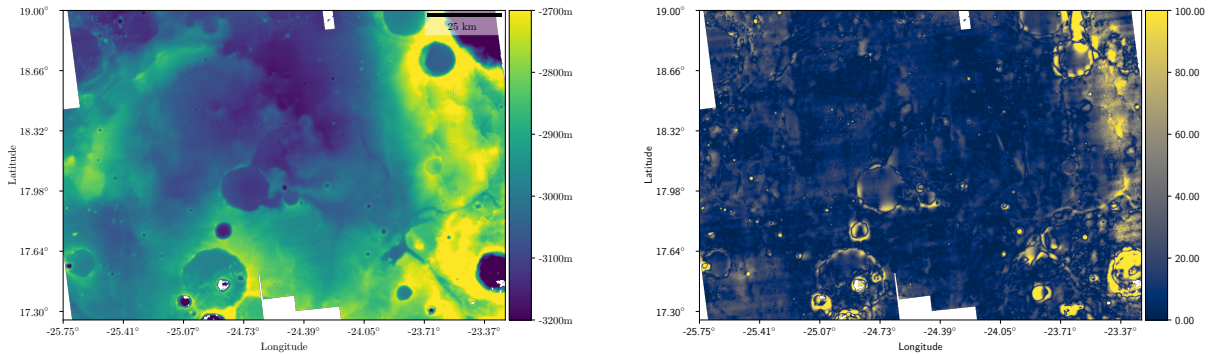 19.00°
18.66°
18.32°
17.98°
17.64°
17.30°
Latitude
-25.75 -25.41° -25.07 -24.73° -24.39 -24.05° -23.71 -23.37°
Longitude
25 km
-2700m
-2800m
-2900m
-3000m
-3100m
-3200m
19.00°
18.66°
18.32°
17.98°
17.64°
17.30°
Latitude
-25.75 -25.41° -25.07 -24.73° -24.39 -24.05° -23.71 -23.37°
Longitude
100.00
80.00
60.00
40.00
20.00
0.00